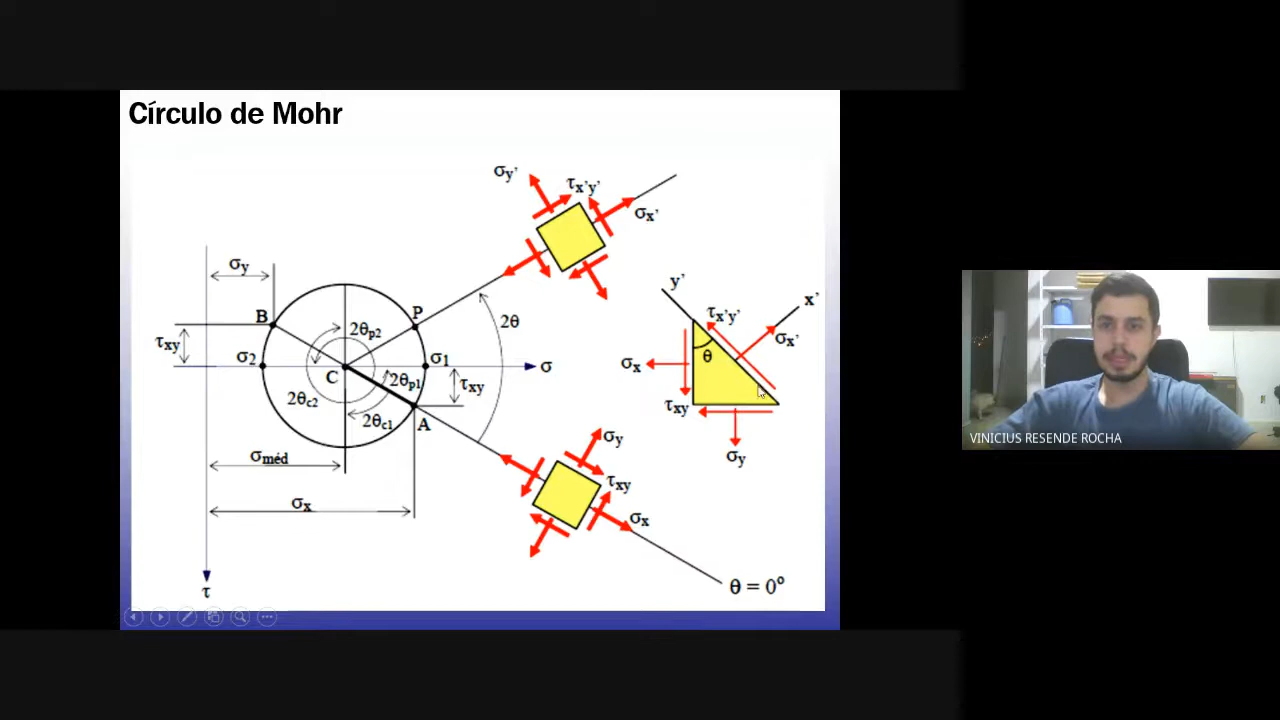 Círculo de Mohr
σy'
τx'y'
σx'
σy
B
P
2θ
2θp2
τxy
σ2
σ1
σ
C
2θp1
τxy
2θc2
2θc1
A
σméd
σx
τ
σy
τxy
σx
θ = 0°
y'
x'
τx'y'
σx'
θ
σx
τxy
σy
VINICIUS RESENDE ROCHA